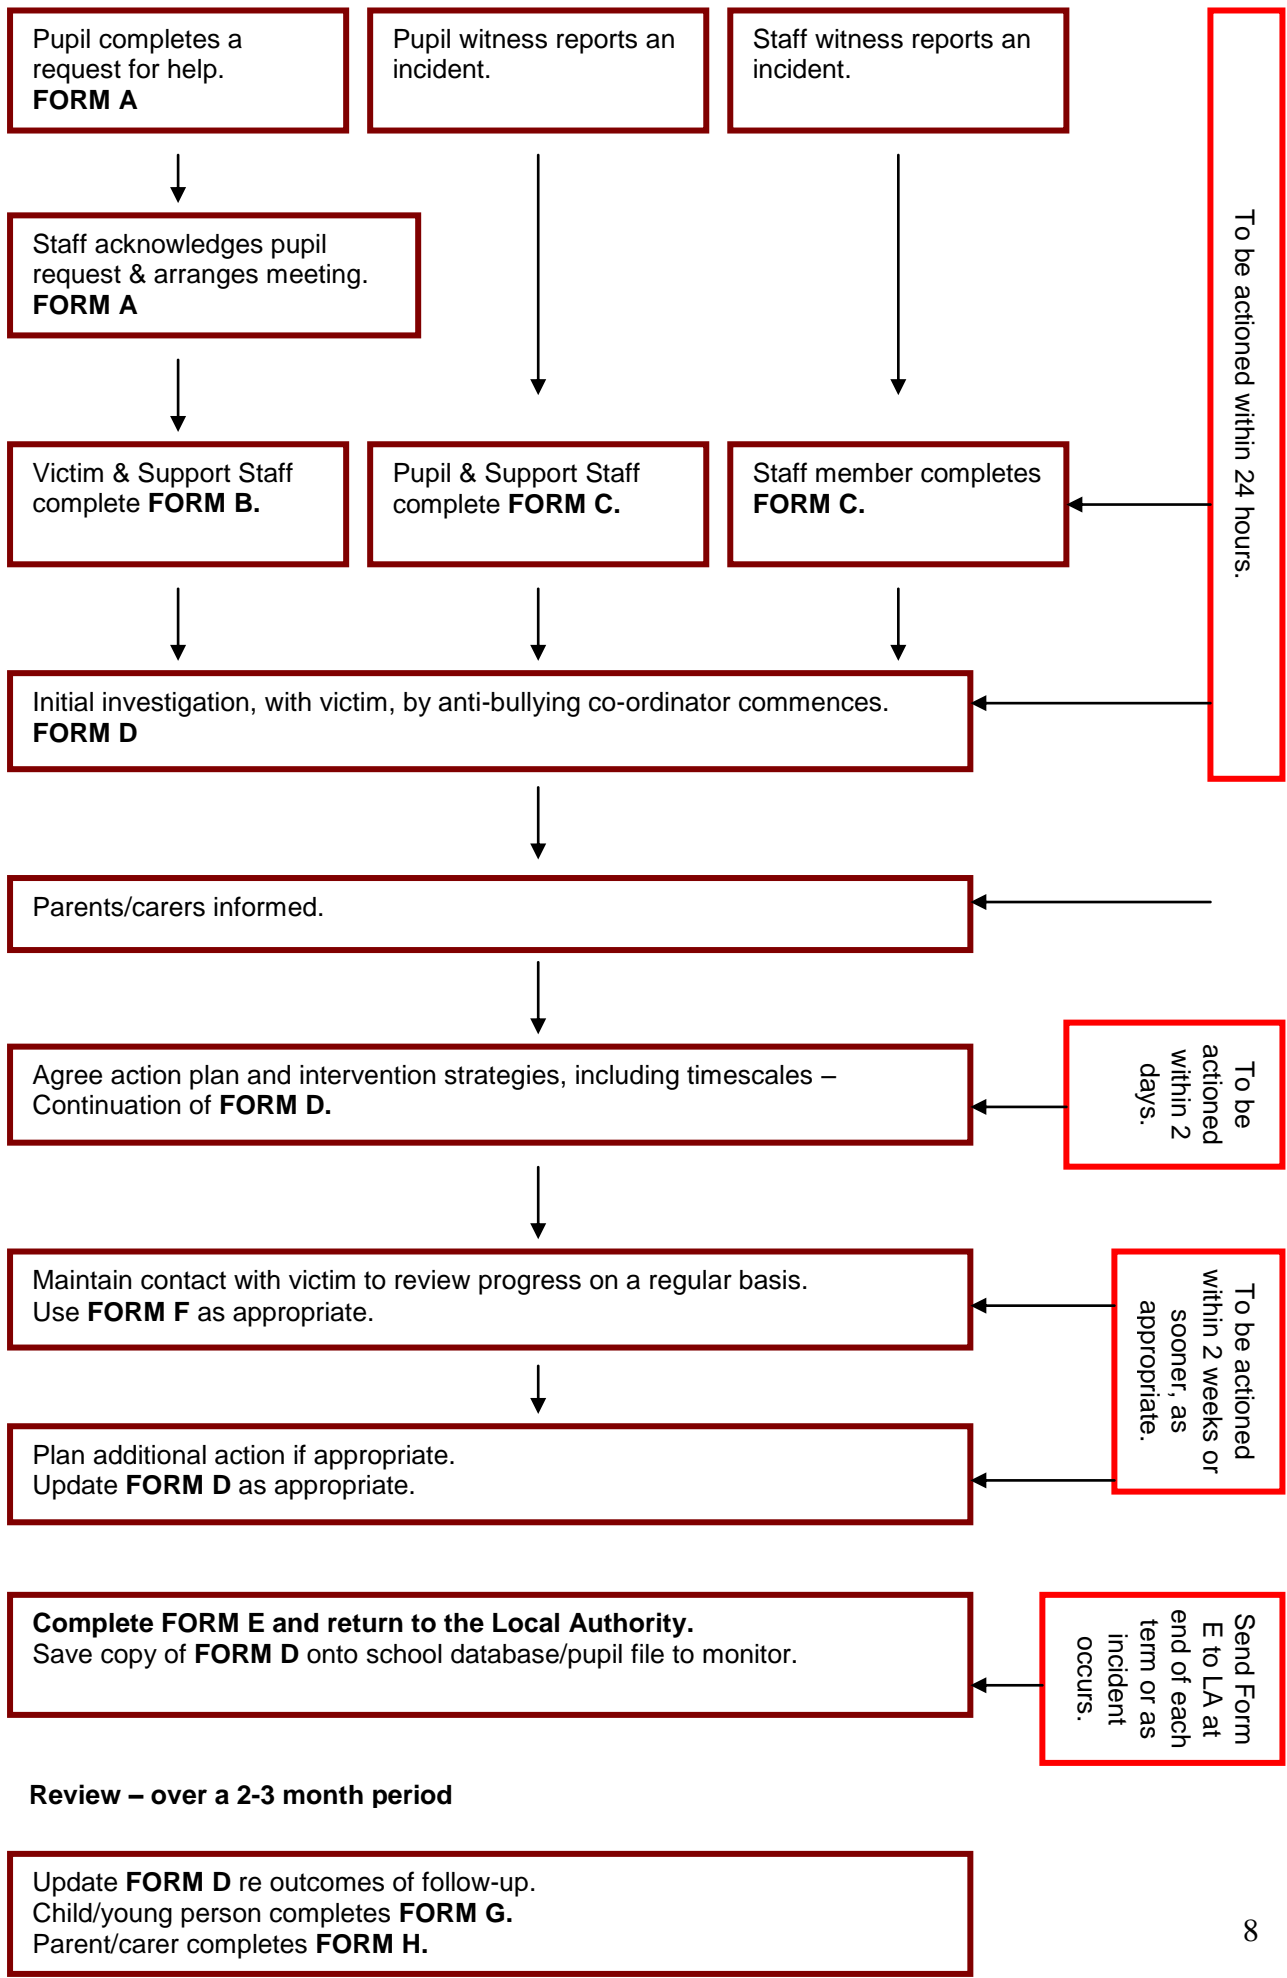 Pupil completes a
request for help.
FORM A
Pupil witness reports an
incident.
Staff witness reports an
incident.
To be actioned within 24 hours.
Staff acknowledges pupil
request & arranges meeting.
FORM A
Victim & Support Staff
complete FORM B.
Pupil & Support Staff
complete FORM C.
Staff member completes
FORM C.
Initial investigation, with victim, by anti-bullying co-ordinator commences.
FORM D
Parents/carers informed.
Agree action plan and intervention strategies, including timescales –
Continuation of FORM D.
To be
actioned
within 2
days.
Maintain contact with victim to review progress on a regular basis.
Use FORM F as appropriate.
To be actioned
within 2 weeks or
sooner, as
appropriate.
Plan additional action if appropriate.
Update FORM D as appropriate.
Complete FORM E and return to the Local Authority.
Save copy of FORM D onto school database/pupil file to monitor.
Send Form
E to LA at
end of each
term or as
incident
occurs.
Review – over a 2-3 month period
Update FORM D re outcomes of follow-up.
Child/young person completes FORM G.
Parent/carer completes FORM H.
8